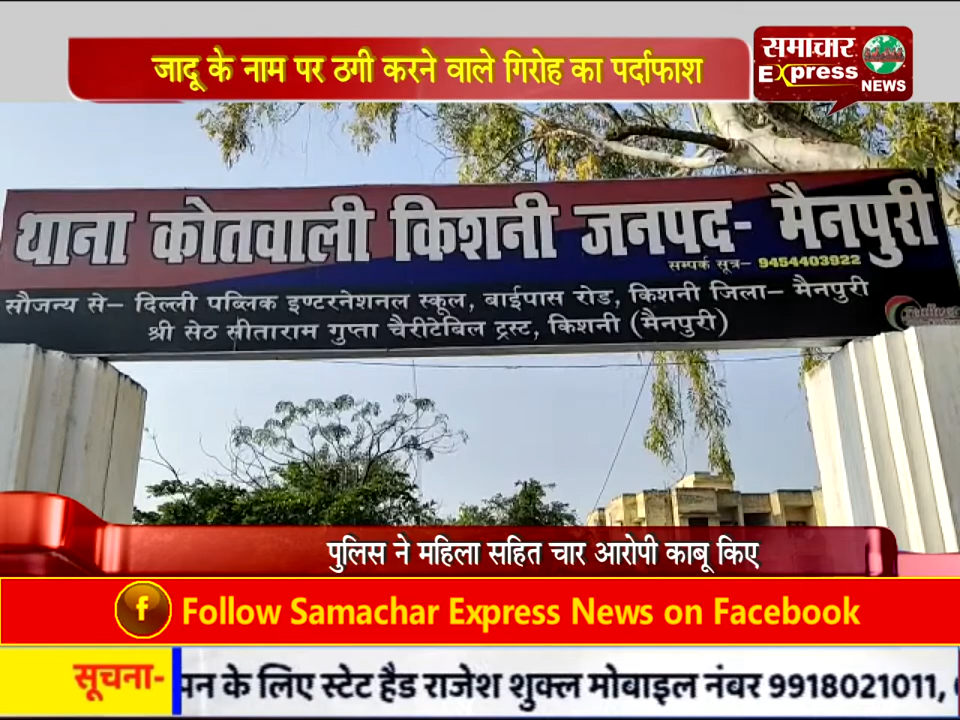 जादू के नाम पर ठगी करने वाले गिरोह का पर्दाफाश
समाचार
Express
NEWS
थाना कोतवाली किशनी जनपद- मैनपुरी
सम्पर्क सूत्र- 9454403922
सौजन्य से- दिल्ली पब्लिक इण्टरनेशनल स्कूल, बाईपास रोड, किशनी जिला- मैनपुरी
श्री सेठ सीताराम गुप्ता चैरीटेबिल ट्रस्ट, किशनी (मैनपुरी)
पुलिस ने महिला सहित चार आरोपी काबू किए
f Follow Samachar Express News on Facebook
सूचना- पन के लिए स्टेट हैड राजेश शुक्ल मोबाइल नंबर 9918021011,